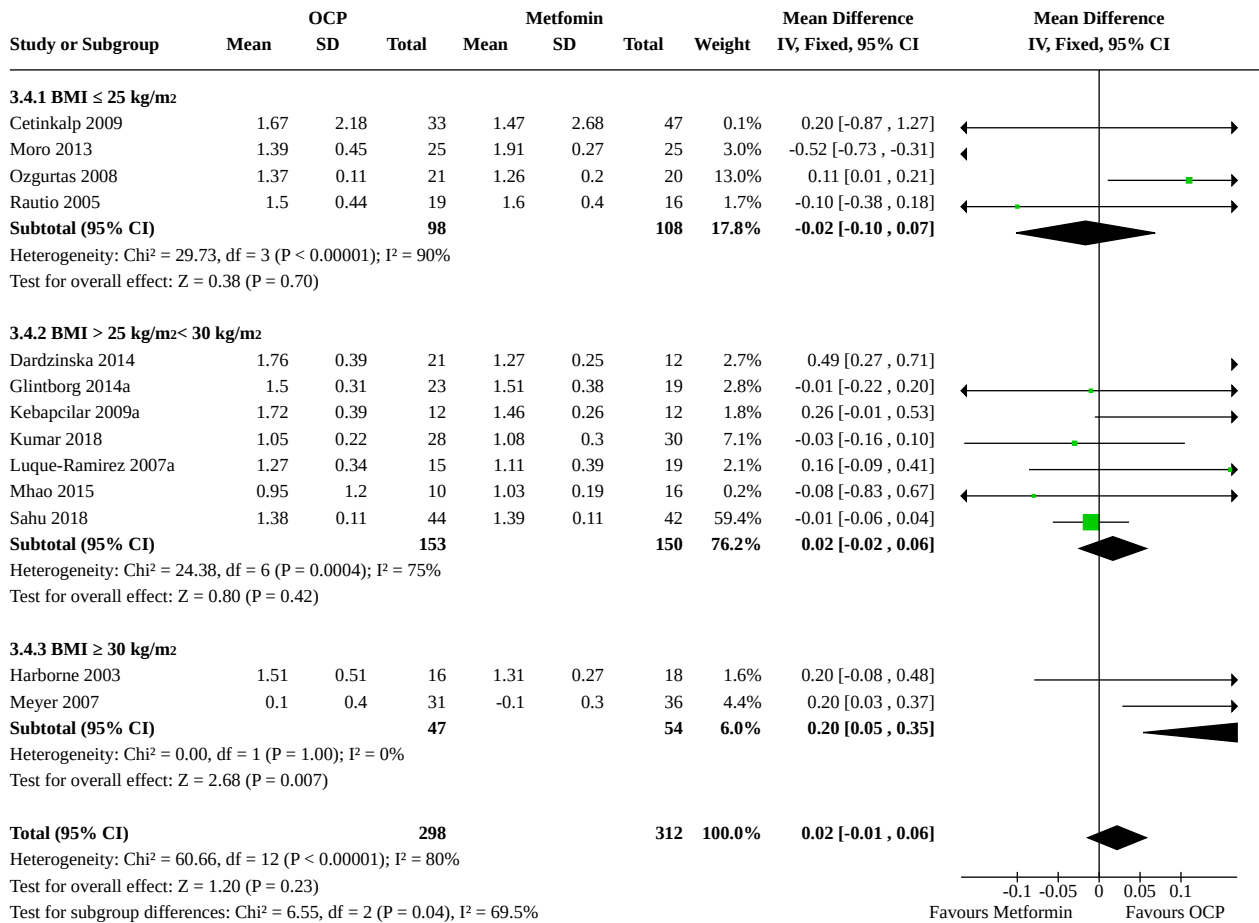 OCP Metfomin Mean Difference Mean Difference
Study or Subgroup Mean SD Total Mean SD Total Weight IV, Fixed, 95% CI IV, Fixed, 95% CI
3.4.1 BMI ≤ 25 kg/m2
Cetinkalp 2009 1.67 2.18 33 1.47 2.68 47 0.1% 0.20 [-0.87 , 1.27]
Moro 2013 1.39 0.45 25 1.91 0.27 25 3.0% -0.52 [-0.73 , -0.31]
Ozgurtas 2008 1.37 0.11 21 1.26 0.2 20 13.0% 0.11 [0.01 , 0.21]
Rautio 2005 1.5 0.44 19 1.6 0.4 16 1.7% -0.10 [-0.38 , 0.18]
Subtotal (95% CI) 98 108 17.8% -0.02 [-0.10 , 0.07]
Heterogeneity: Chi² = 29.73, df = 3 (P < 0.00001); I² = 90%
Test for overall effect: Z = 0.38 (P = 0.70)
3.4.2 BMI > 25 kg/m2< 30 kg/m2
Dardzinska 2014 1.76 0.39 21 1.27 0.25 12 2.7% 0.49 [0.27 , 0.71]
Glintborg 2014a 1.5 0.31 23 1.51 0.38 19 2.8% -0.01 [-0.22 , 0.20]
Kebapcilar 2009a 1.72 0.39 12 1.46 0.26 12 1.8% 0.26 [-0.01 , 0.53]
Kumar 2018 1.05 0.22 28 1.08 0.3 30 7.1% -0.03 [-0.16 , 0.10]
Luque-Ramirez 2007a 1.27 0.34 15 1.11 0.39 19 2.1% 0.16 [-0.09 , 0.41]
Mhao 2015 0.95 1.2 10 1.03 0.19 16 0.2% -0.08 [-0.83 , 0.67]
Sahu 2018 1.38 0.11 44 1.39 0.11 42 59.4% -0.01 [-0.06 , 0.04]
Subtotal (95% CI) 153 150 76.2% 0.02 [-0.02 , 0.06]
Heterogeneity: Chi² = 24.38, df = 6 (P = 0.0004); I² = 75%
Test for overall effect: Z = 0.80 (P = 0.42)
3.4.3 BMI ≥ 30 kg/m2
Harborne 2003 1.51 0.51 16 1.31 0.27 18 1.6% 0.20 [-0.08 , 0.48]
Meyer 2007 0.1 0.4 31 -0.1 0.3 36 4.4% 0.20 [0.03 , 0.37]
Subtotal (95% CI) 47 54 6.0% 0.20 [0.05 , 0.35]
Heterogeneity: Chi² = 0.00, df = 1 (P = 1.00); I² = 0%
Test for overall effect: Z = 2.68 (P = 0.007)
Total (95% CI) 298 312 100.0% 0.02 [-0.01 , 0.06]
Heterogeneity: Chi² = 60.66, df = 12 (P < 0.00001); I² = 80%
Test for overall effect: Z = 1.20 (P = 0.23) -0.1 -0.05 0 0.05 0.1
Test for subgroup differences: Chi² = 6.55, df = 2 (P = 0.04), I² = 69.5% Favours Metformin Favours OCP